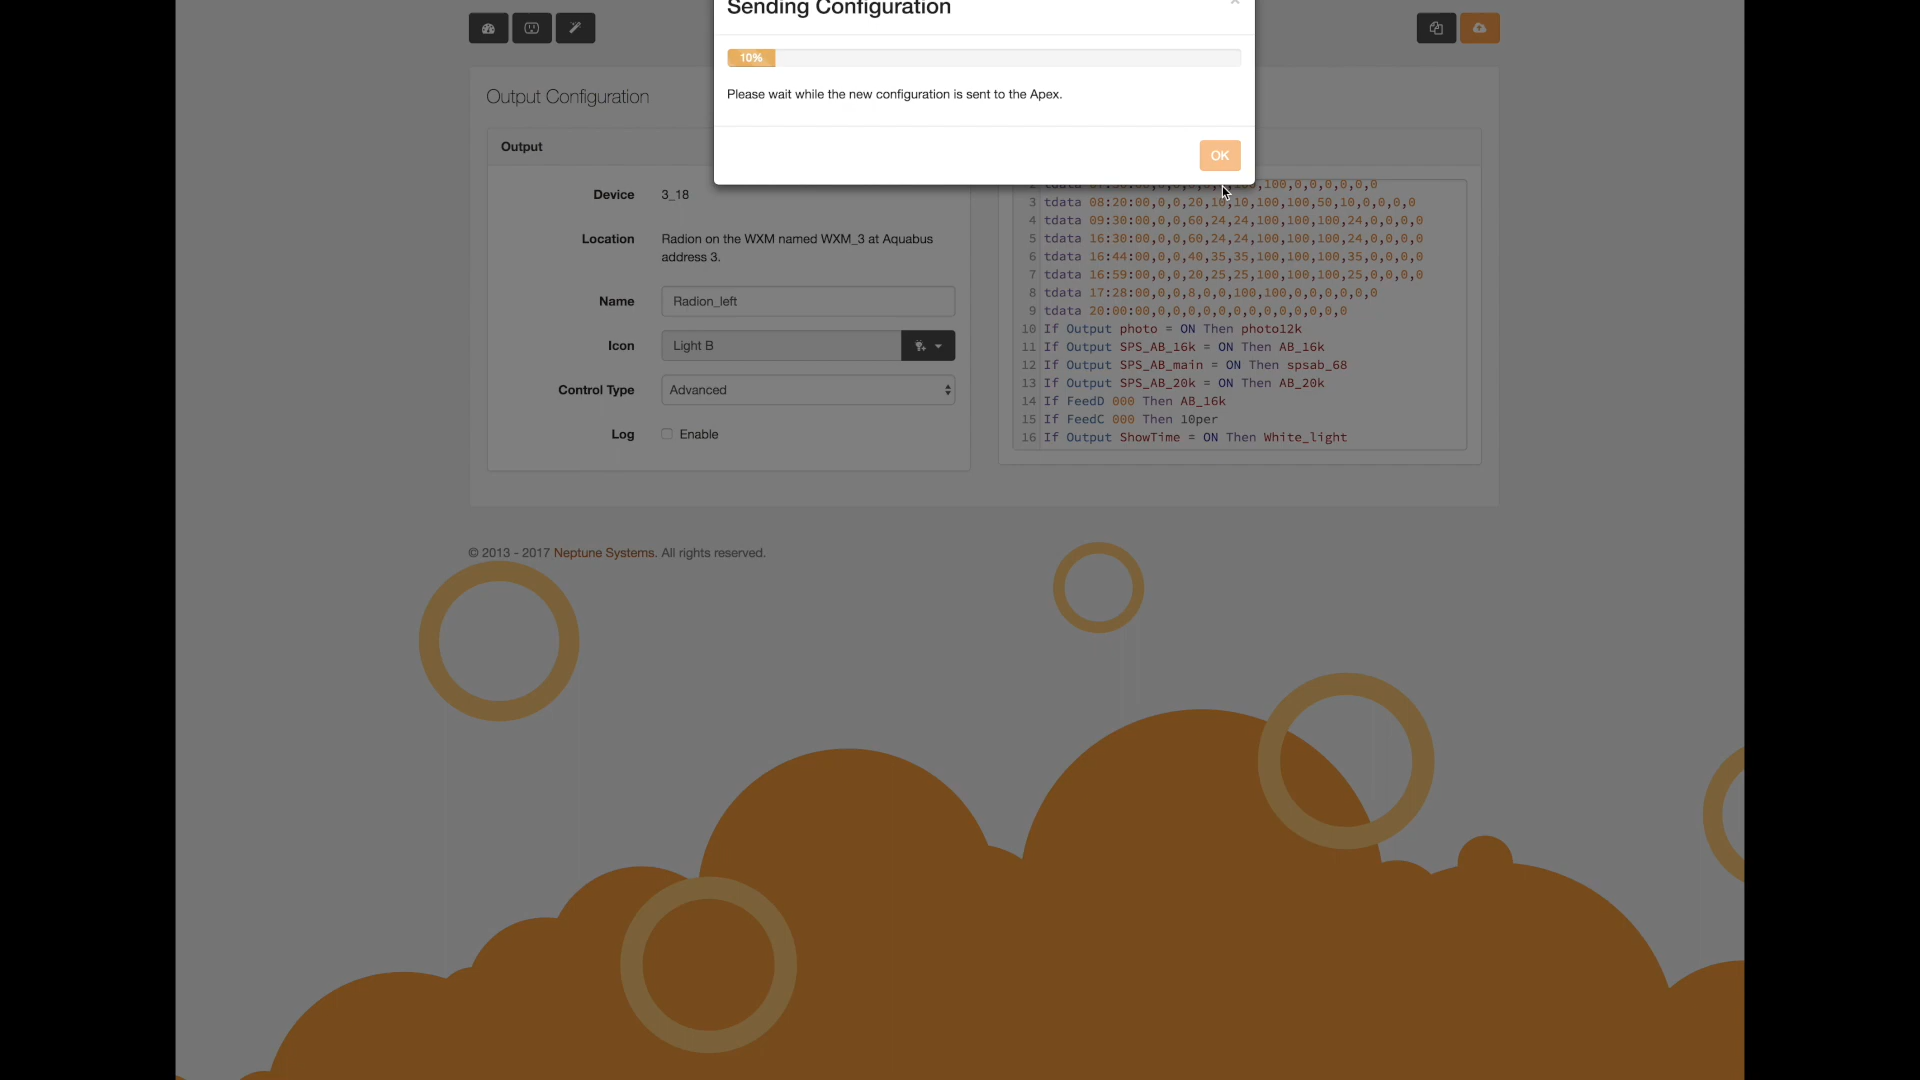 Sending Configuration
×
10%
Please wait while the new configuration is sent to the Apex.
OK
Output Configuration
Output
Device 3_18
Location Radion on the WXM named WXM_3 at Aquabus
address 3.
Name Radion_left
Icon Light B
Control Type Advanced
Log Enable
3 tdata 08:20:00,0,0,20,10,10,100,100,50,10,0,0,0,0
4 tdata 09:30:00,0,0,60,24,24,100,100,100,24,0,0,0,0
5 tdata 16:30:00,0,0,60,24,24,100,100,100,24,0,0,0,0
6 tdata 16:44:00,0,0,40,35,35,100,100,100,35,0,0,0,0
7 tdata 16:59:00,0,0,20,25,25,100,100,100,25,0,0,0,0
8 tdata 17:28:00,0,0,8,0,0,100,100,0,0,0,0,0,0
9 tdata 20:00:00,0,0,0,0,0,0,0,0,0,0,0,0,0
10 If Output photo = ON Then photo12k
11 If Output SPS_AB_16k = ON Then AB_16k
12 If Output SPS_AB_main = ON Then spsab_68
13 If Output SPS_AB_20k = ON Then AB_20k
14 If FeedD 000 Then AB_16k
15 If FeedC 000 Then 10per
16 If Output ShowTime = ON Then White_light
© 2013 - 2017 Neptune Systems. All rights reserved.